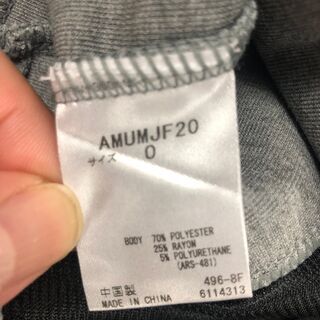 AMUMJF20
サイズ 0
BODY 70% POLYESTER
25% RAYON
5% POLYURETHANE
(ARS-481)
中国製 496-8F
MADE IN CHINA 6114313